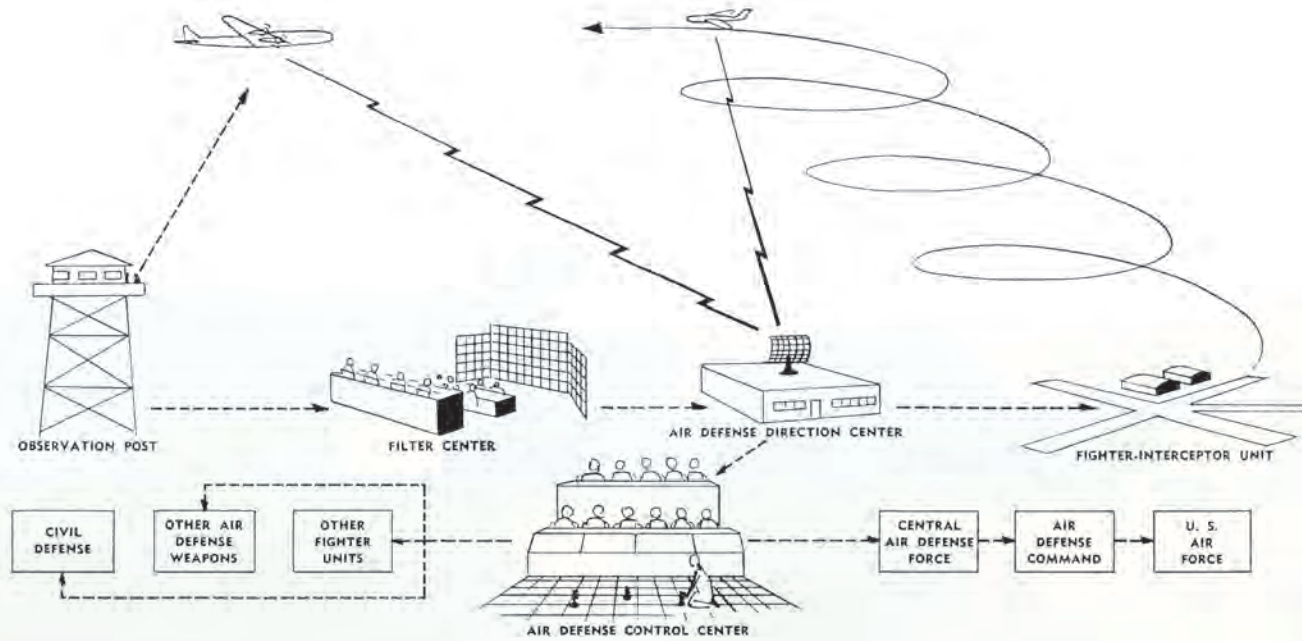 OBSERVATION POST
FILTER CENTER
AIR DEFENSE DIRECTION CENTER
FIGHTER-INTERCEPTOR UNIT
CIVIL
DEFENSE
OTHER AIR
DEFENSE
WEAPONS
OTHER
FIGHTER
UNITS
CENTRAL
AIR DEFENSE
FORCE
AIR
DEFENSE
COMMAND
U. S.
AIR
FORCE
AIR DEFENSE CONTROL CENTER